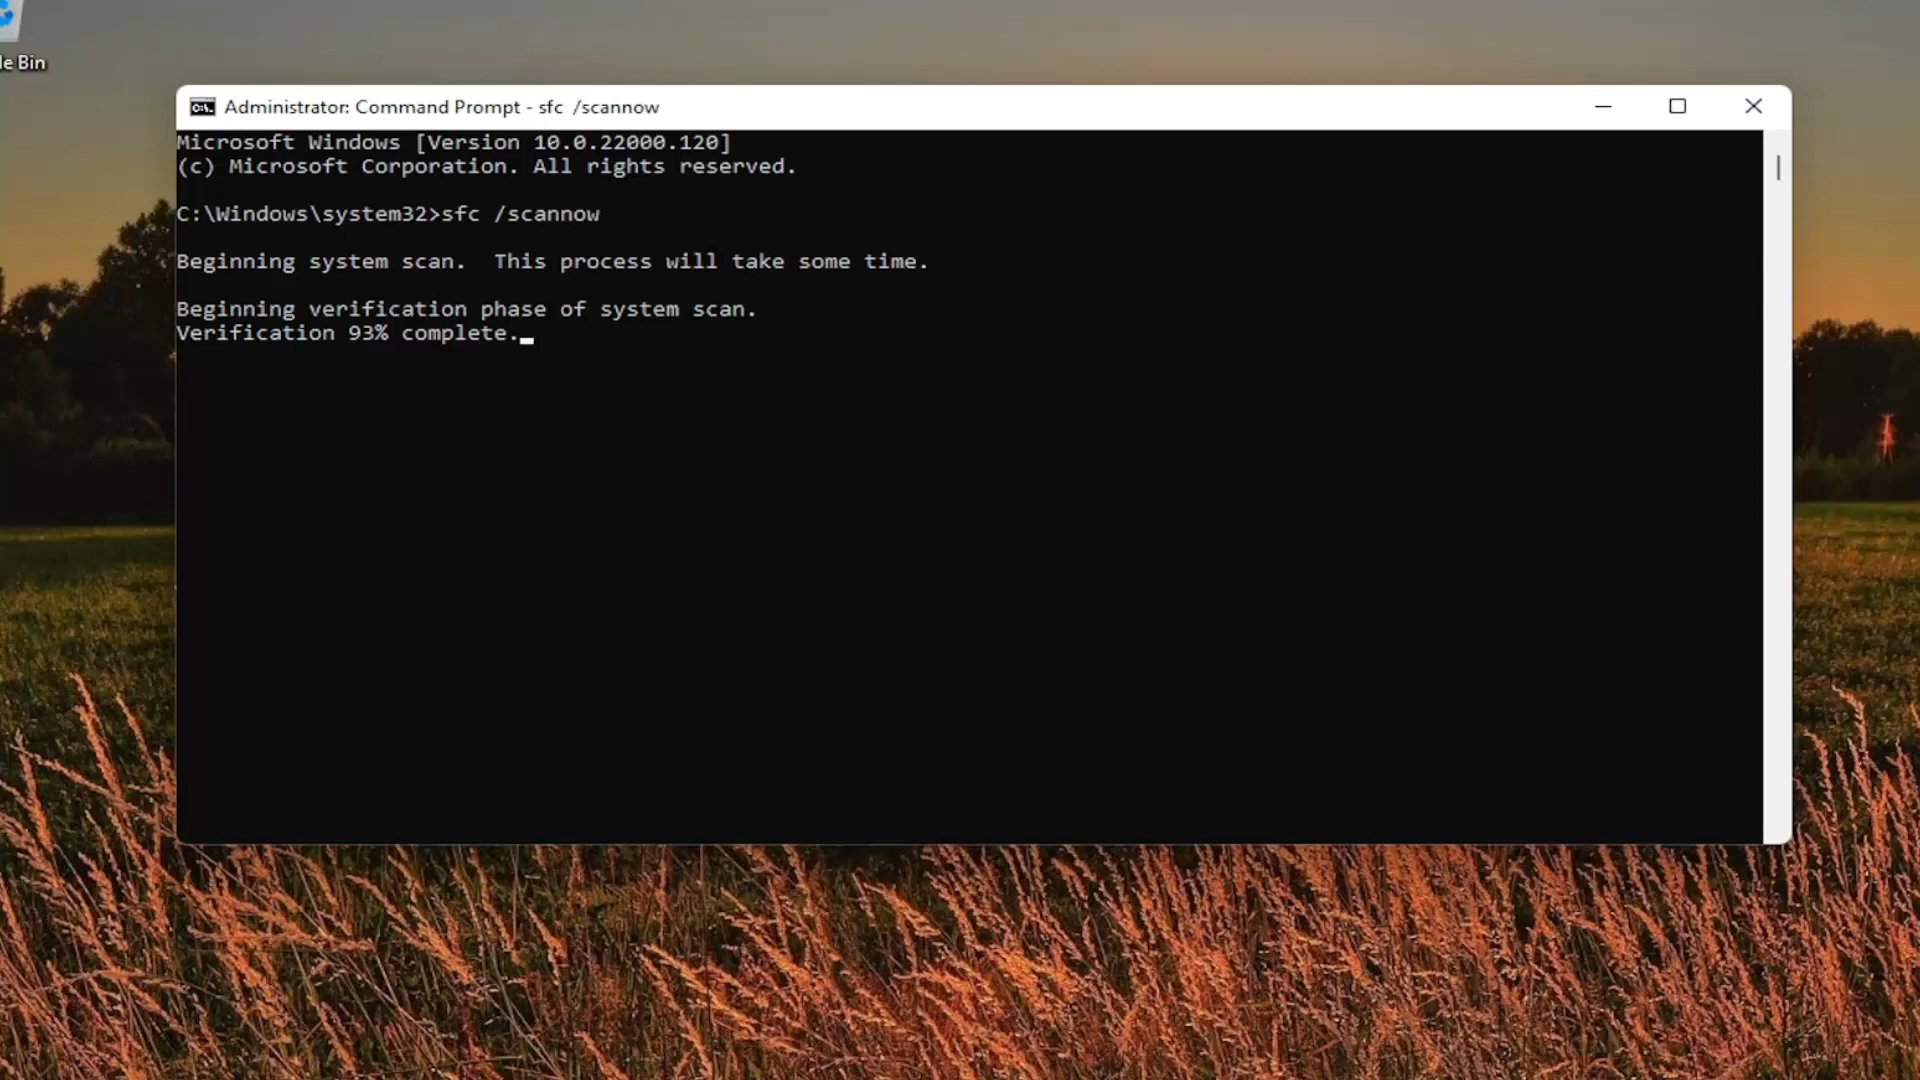 le Bin
Administrator: Command Prompt - sfc /scannow
Microsoft Windows [Version 10.0.22000.120]
(c) Microsoft Corporation. All rights reserved.
C:\Windows\system32>sfc /scannow
Beginning system scan.  This process will take some time.
Beginning verification phase of system scan.
Verification 93% complete.